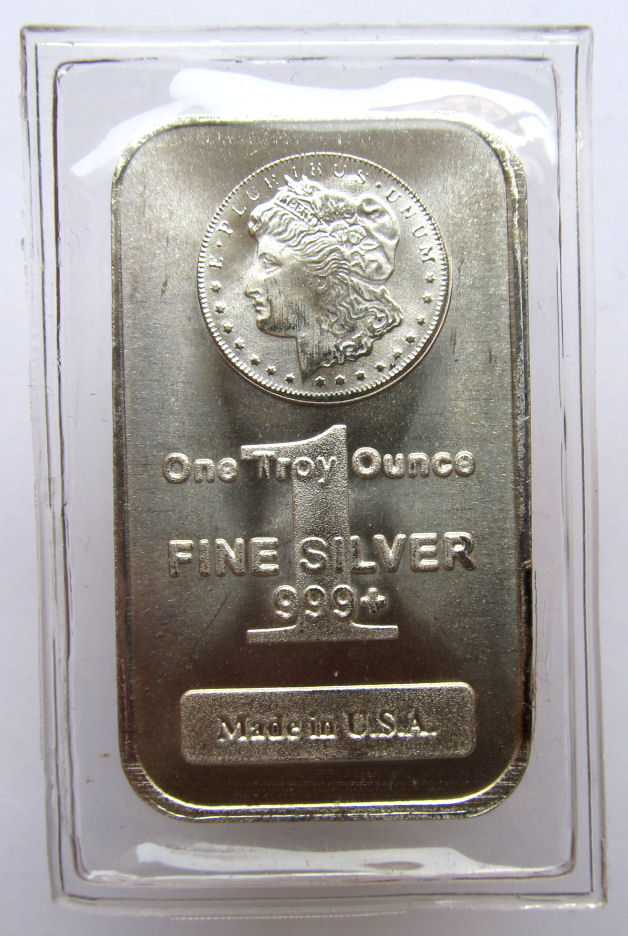 E · PLURIBUS · UNUM
1
One Troy Ounce
FINE SILVER
999+
Made in U.S.A.